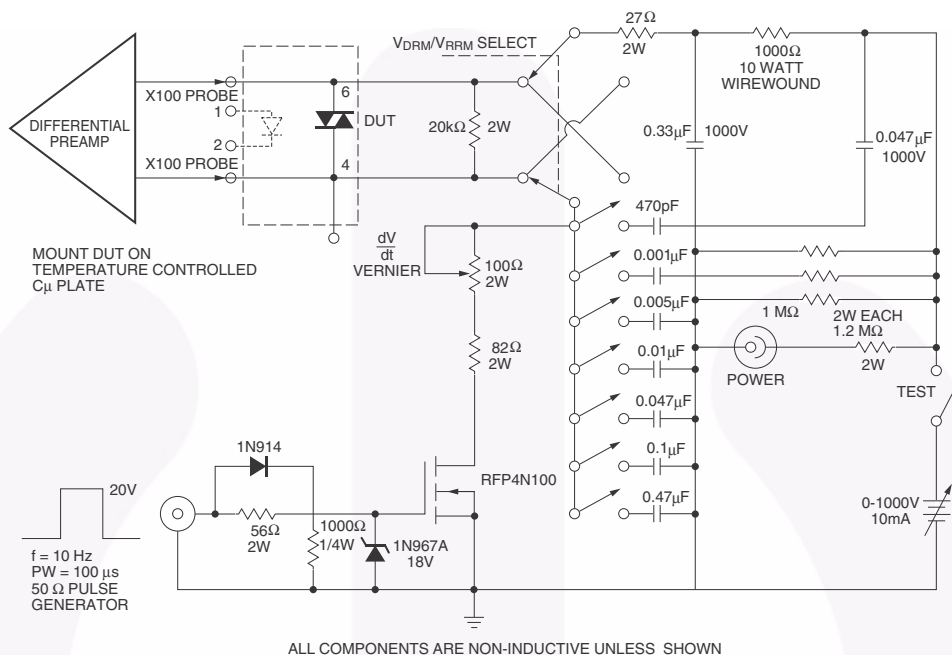 27Ω
2W
V_DRM/V_RRM SELECT
1000Ω
10 WATT
WIREWOUND
X100 PROBE
6
DIFFERENTIAL
PREAMP
1
2
DUT
20kΩ
2W
0.33μF
1000V
0.047μF
1000V
X100 PROBE
4
470pF
MOUNT DUT ON
TEMPERATURE CONTROLLED
Cμ PLATE
dV
dt
VERNIER
100Ω
2W
0.001μF
0.005μF
1 MΩ
2W EACH
1.2 MΩ
82Ω
2W
0.01μF
POWER
2W
TEST
0.047μF
1N914
RFP4N100
0.1μF
20V
0-1000V
10mA
0.47μF
56Ω
2W
1000Ω
1/4W
1N967A
18V
f = 10 Hz
PW = 100 μs
50 Ω PULSE
GENERATOR
ALL COMPONENTS ARE NON-INDUCTIVE UNLESS SHOWN